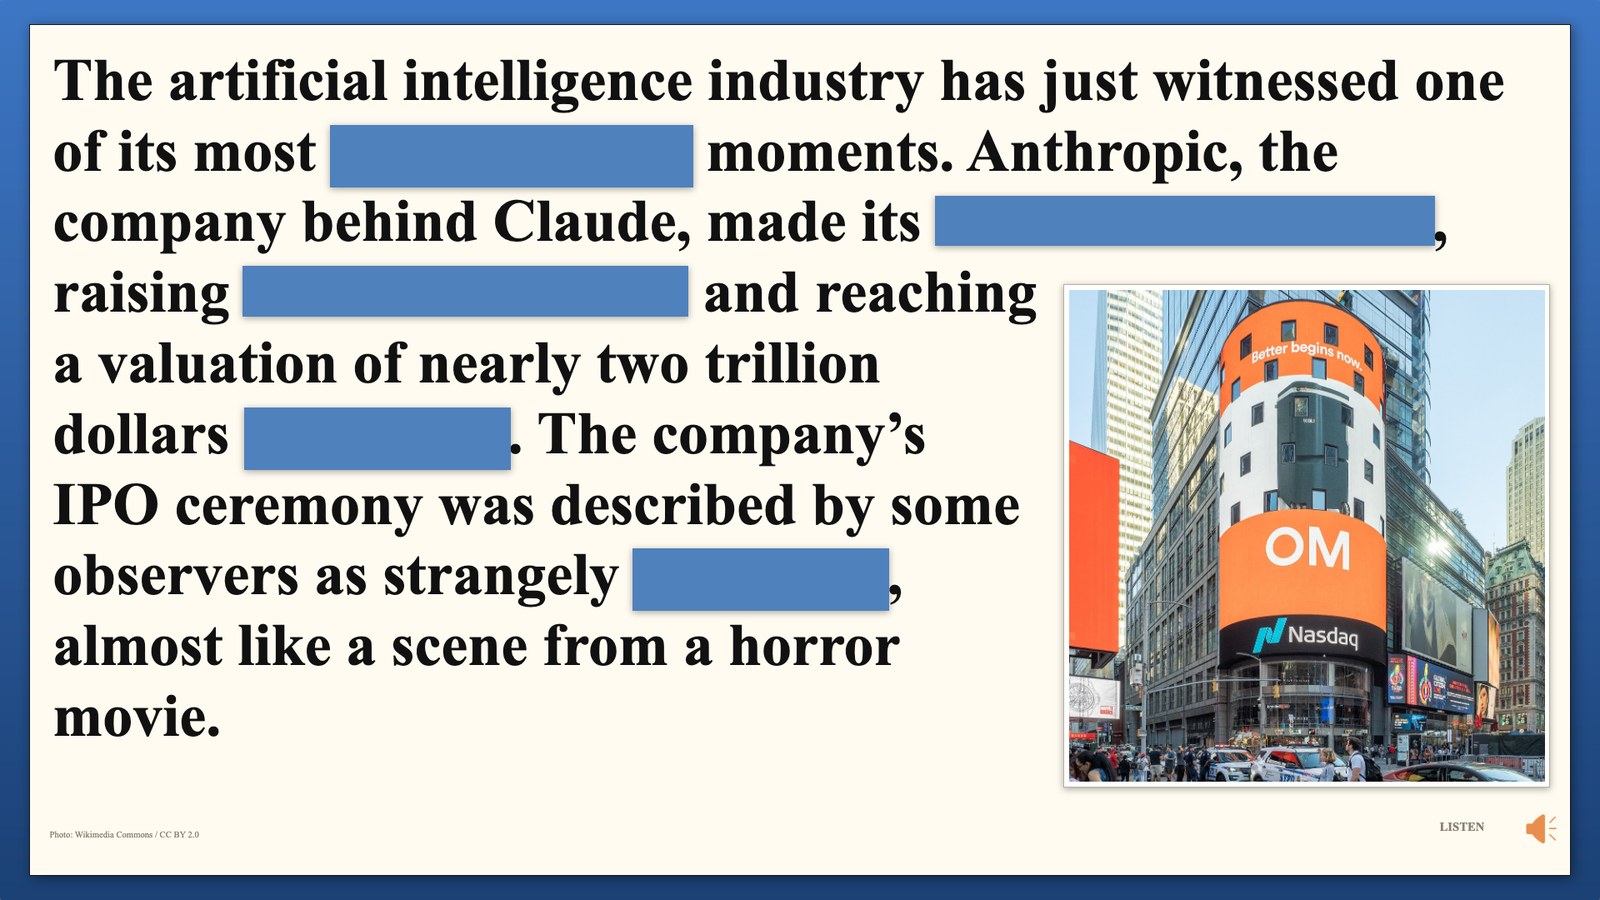 The artificial intelligence industry has just witnessed one
of its most moments. Anthropic, the
company behind Claude, made its ,
raising and reaching
a valuation of nearly two trillion
dollars . The company’s
IPO ceremony was described by some
observers as strangely ,
almost like a scene from a horror
movie.
Better begins now.
OM
Nasdaq
Photo: Wikimedia Commons / CC BY 2.0
LISTEN